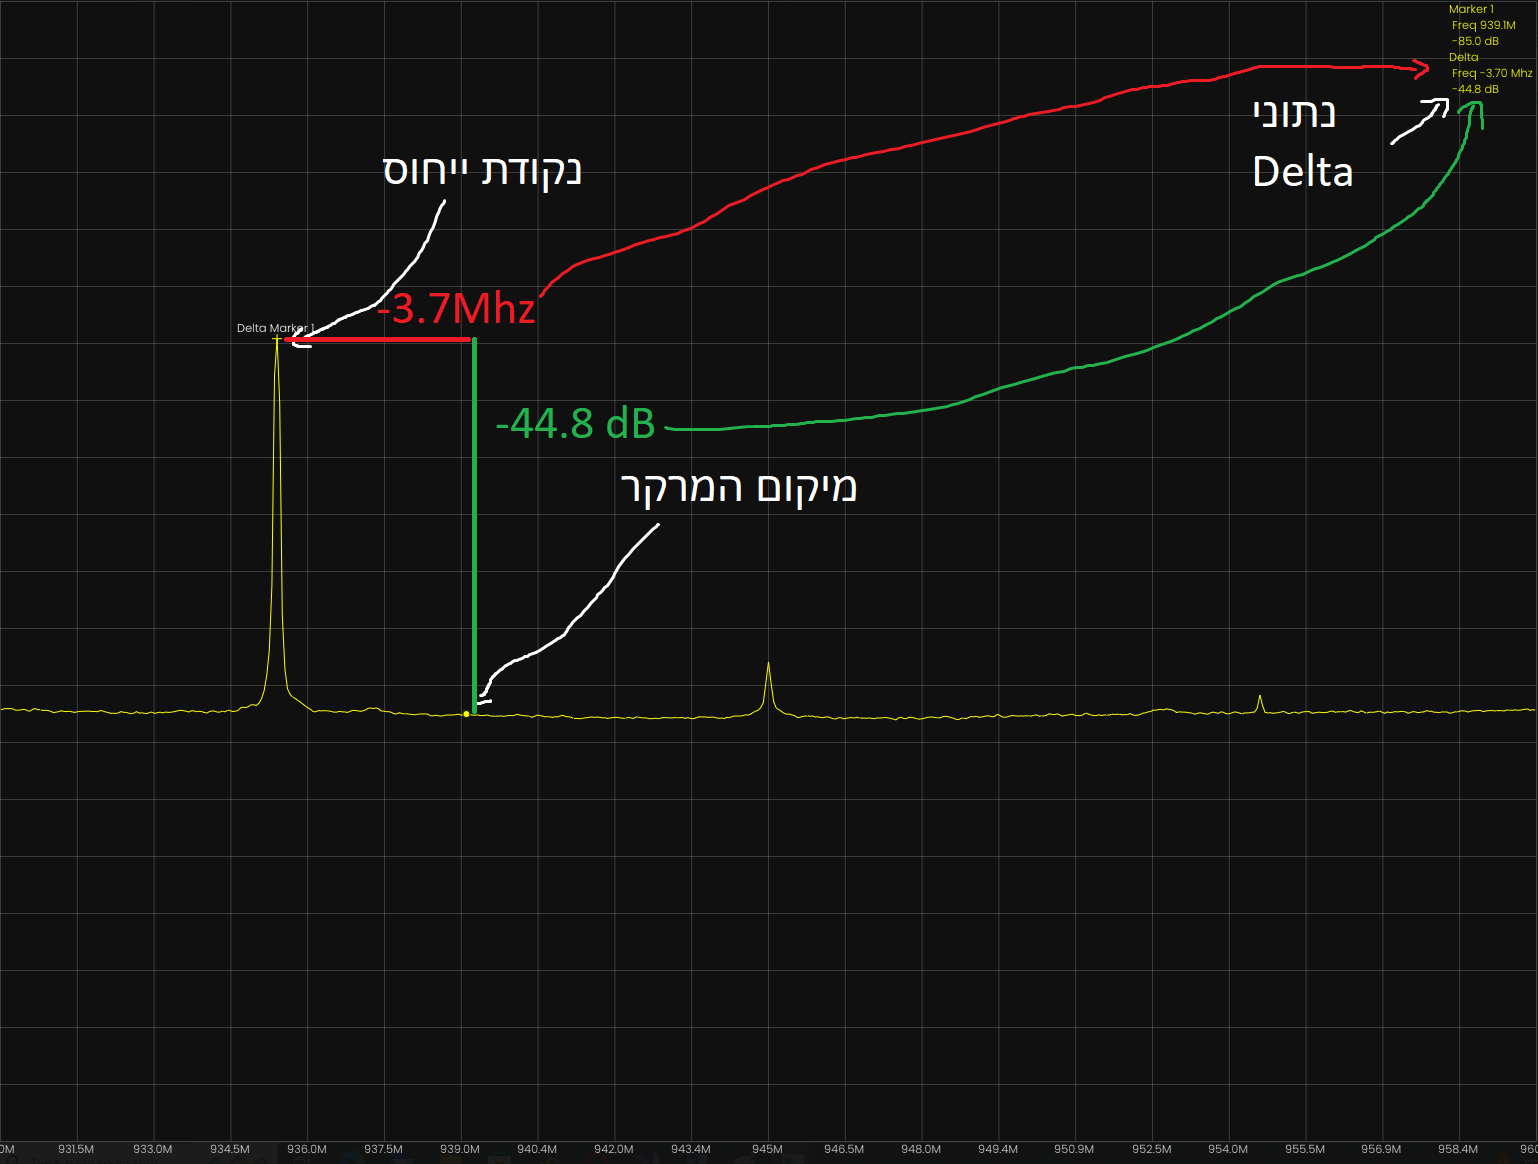 Marker 1
Freq 939.1M
-85.0 dB
Delta
Freq -3.70 Mhz
-44.8 dB
נתוני
Delta
נקודת ייחוס
-3.7Mhz
Delta Marker 1
-44.8 dB
מיקום המרקר
931.5M 933.0M 934.5M 936.0M 937.5M 939.0M 940.4M 942.0M 943.4M 945M 946.5M 948.0M 949.4M 950.9M 952.5M 954.0M 955.5M 956.9M 958.4M